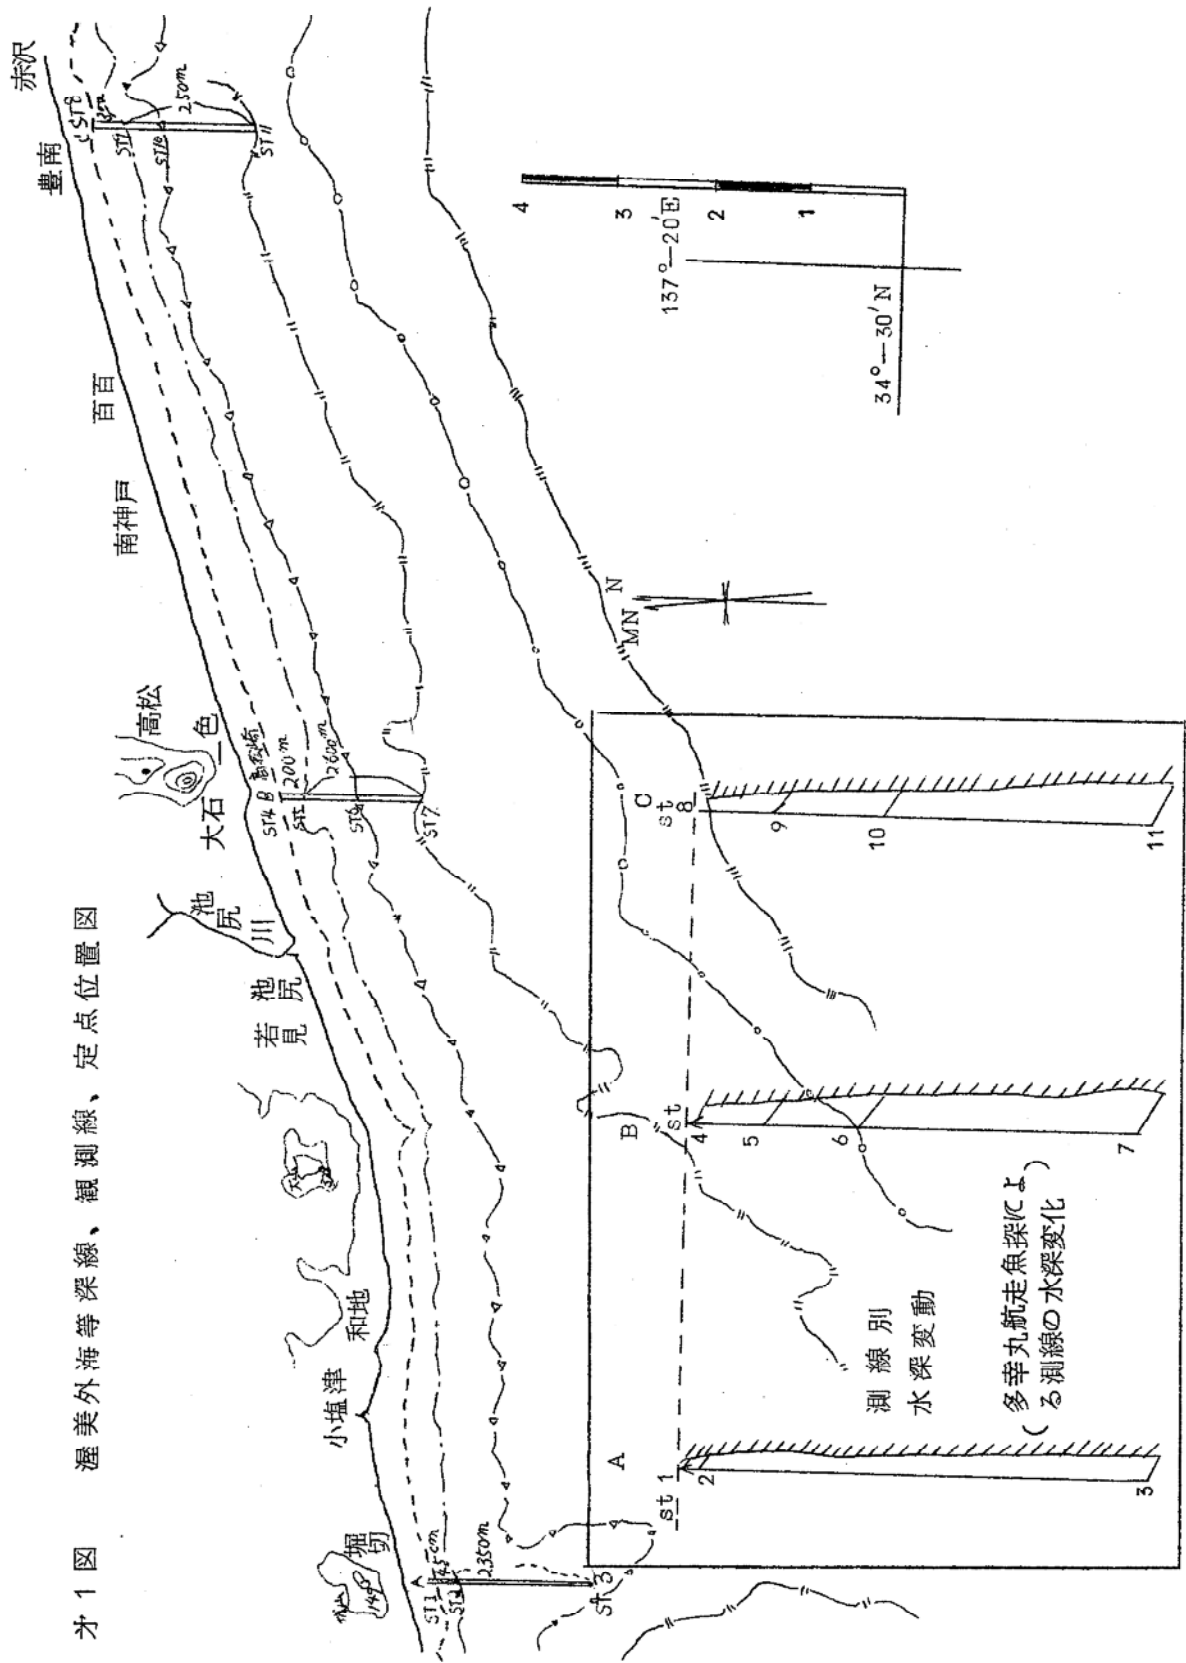 才1図 渥美外海等深線、観測線、定点位置図
堀切
小塩津
和地
若見
池尻
池尻川
大石
一色
高松
南神戸
百百
豊南
赤沢
ST1
ST2
2350m
st 3
ST4 B
200m
ST5
2600m
ST6
ST7
ST8
ST10
250m
ST11
4
3
2
1
137°—20′E
34°—30′N
MN
N
A
st 1
2
3
B
st
4
5
6
7
C
st
8
9
10
11
測線別
水深変動
(多幸丸航走魚探によ
る測線の水深変化)